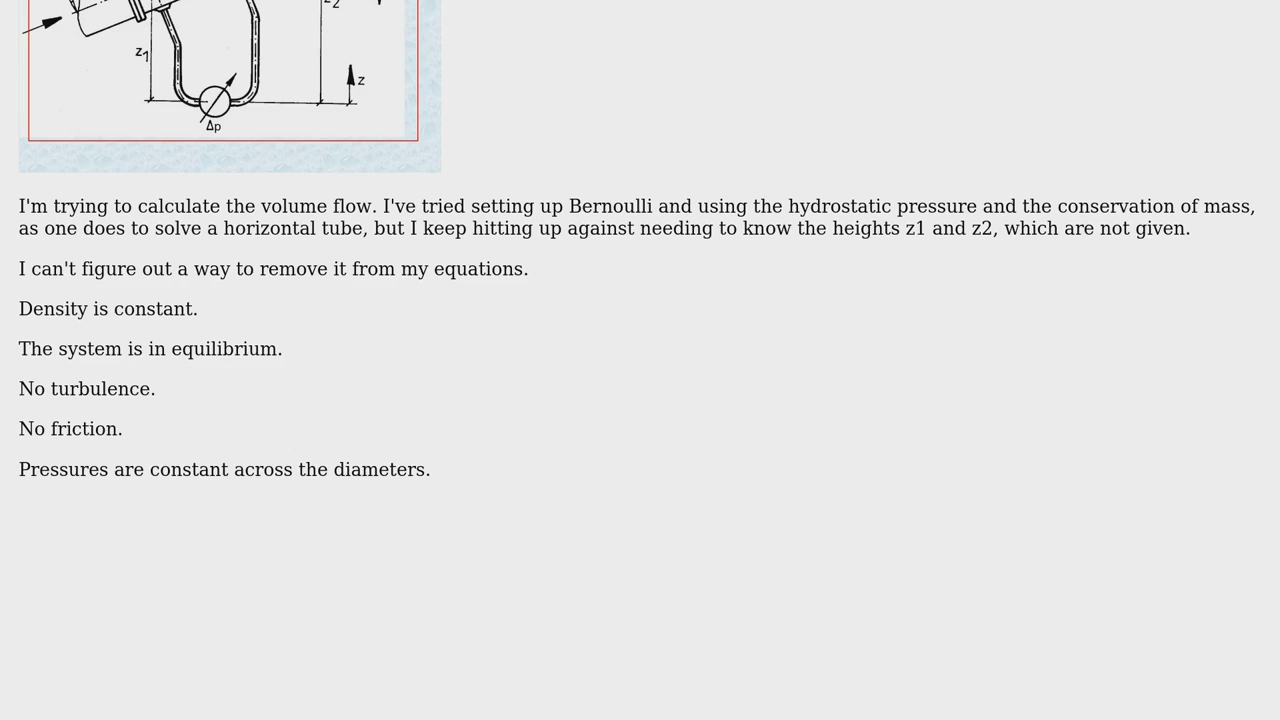 z2
z1
z
Δp
I'm trying to calculate the volume flow. I've tried setting up Bernoulli and using the hydrostatic pressure and the conservation of mass,
as one does to solve a horizontal tube, but I keep hitting up against needing to know the heights z1 and z2, which are not given.
I can't figure out a way to remove it from my equations.
Density is constant.
The system is in equilibrium.
No turbulence.
No friction.
Pressures are constant across the diameters.